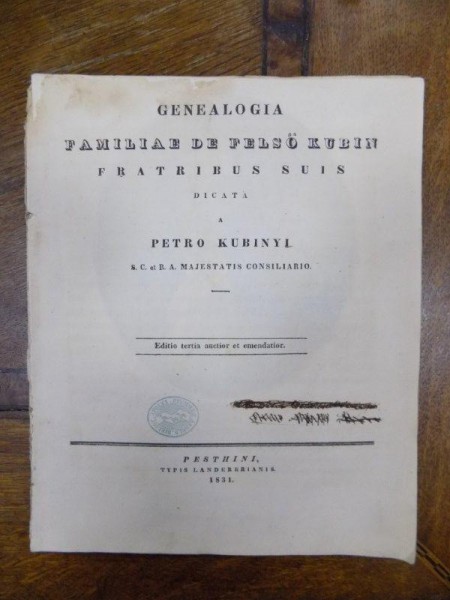 GENEALOGIA
FAMILIAE DE FELSÖ KUBIN
FRATRIBUS SUIS
DICATA
A
PETRO KUBINYI
S. C. et R. A. MAJESTATIS CONSILIARIO.
Editio tertia auctior et emendatior.
PESTHINI,
TYPIS LANDERERIANIS.
1831.